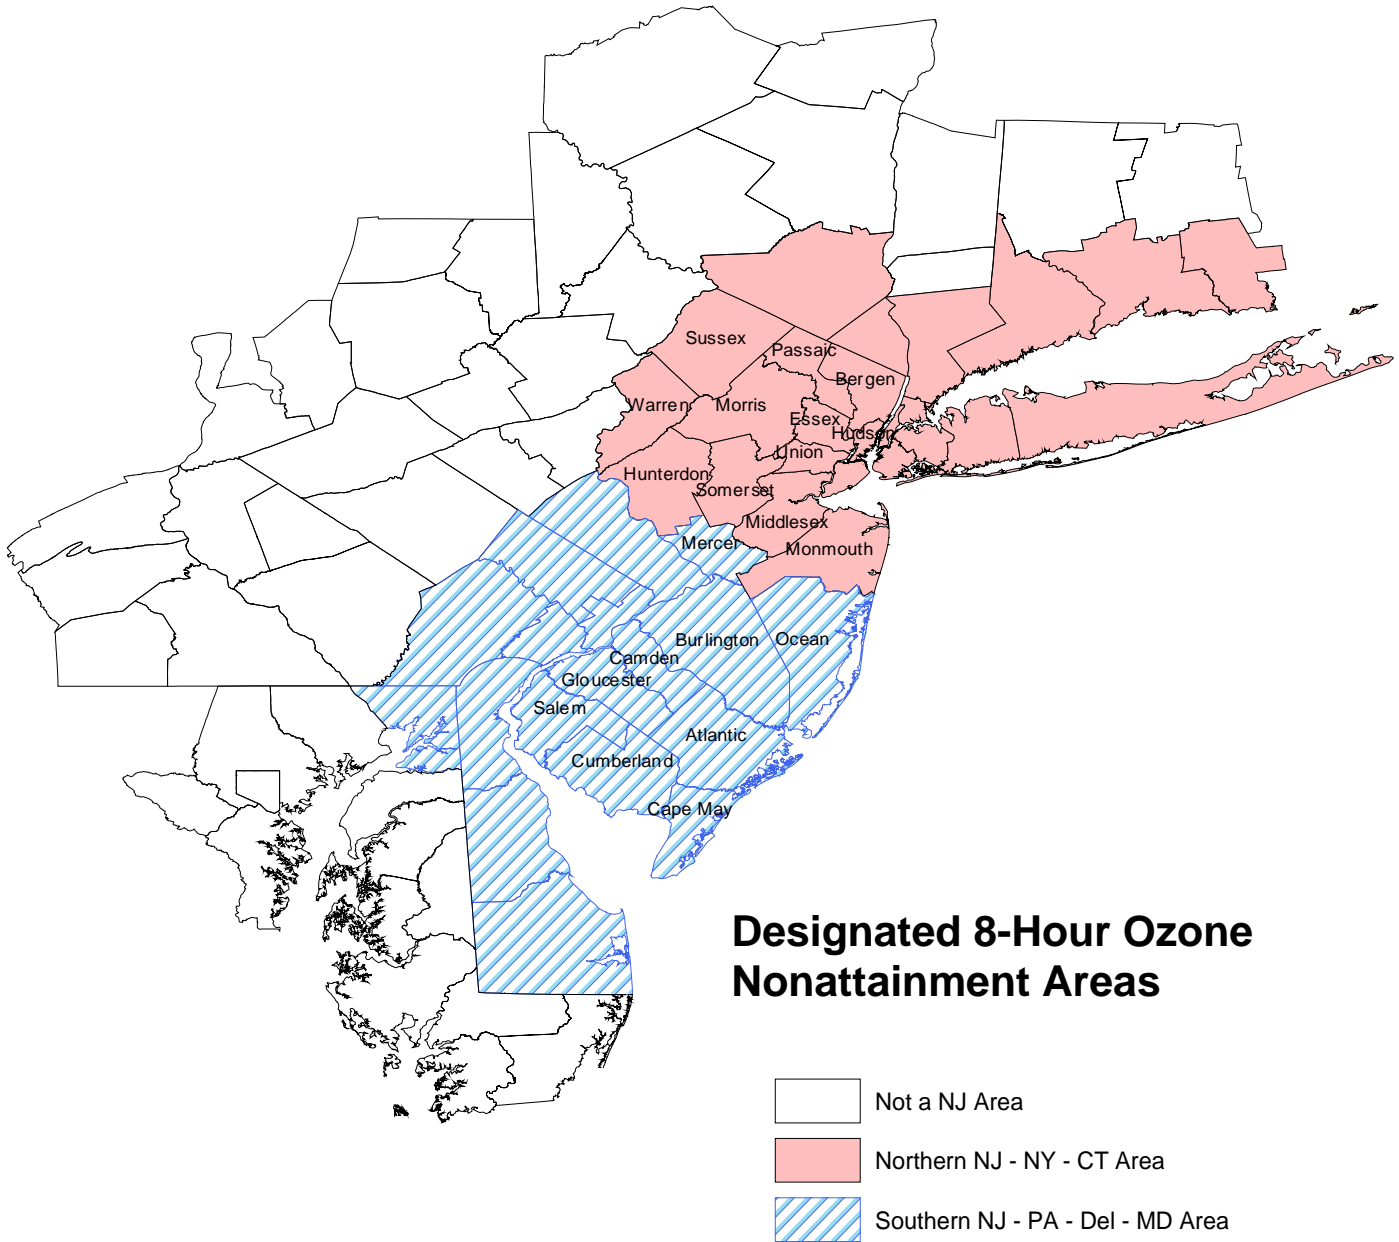 Sussex
Passaic
Bergen
Warren
Morris
Essex
Hudson
Union
Hunterdon
Somerset
Middlesex
Mercer
Monmouth
Burlington
Ocean
Camden
Gloucester
Salem
Atlantic
Cumberland
Cape May
Designated 8-Hour Ozone
Nonattainment Areas
Not a NJ Area
Northern NJ - NY - CT Area
Southern NJ - PA - Del - MD Area